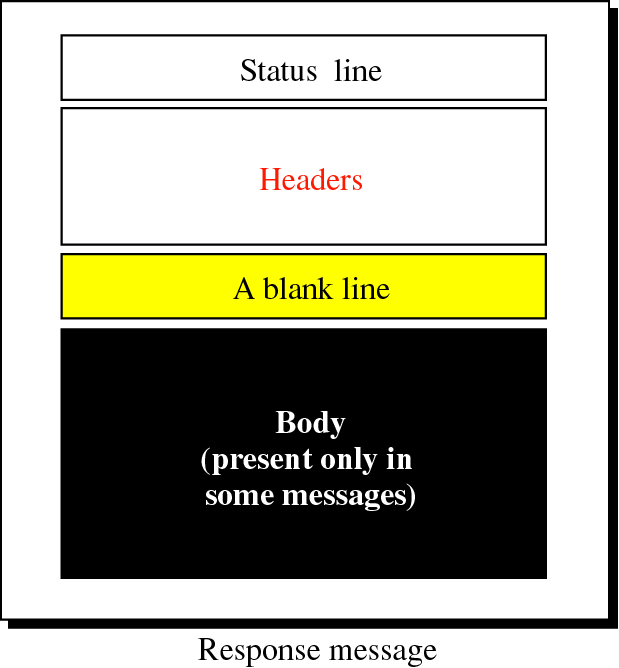 Status line
Headers
A blank line
Body
(present only in
some messages)
Response message